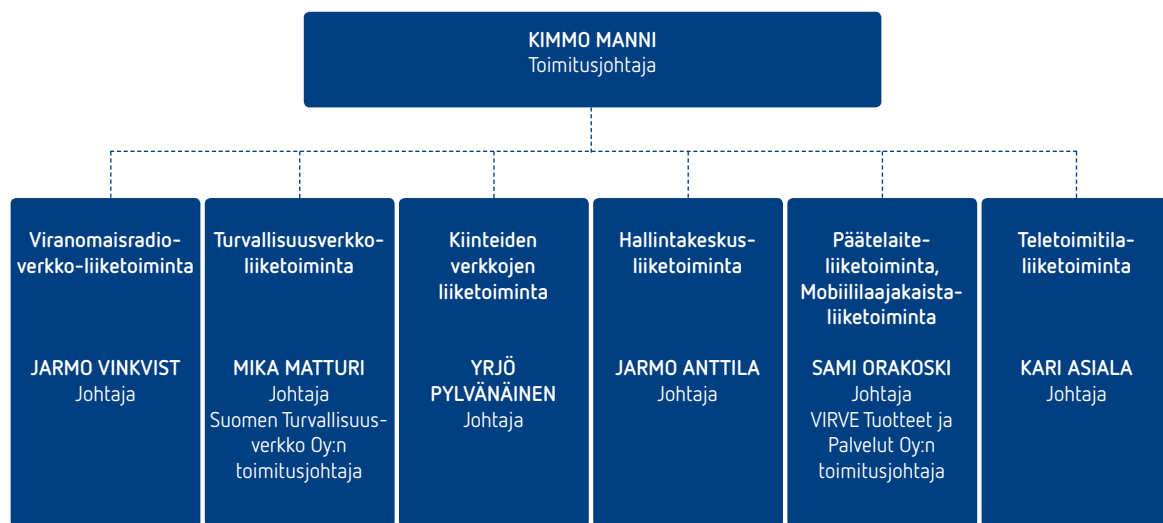 KIMMO MANNI
Toimitusjohtaja
Viranomaisradio-
verkko-liiketoiminta
JARMO VINKVIST
Johtaja
Turvallisuusverkko-
liiketoiminta
MIKA MATTURI
Johtaja
Suomen Turvallisuus-
verkko Oy:n
toimitusjohtaja
Kiinteiden
verkkojen
liiketoiminta
YRJÖ
PYLVÄNÄINEN
Johtaja
Hallintakeskus-
liiketoiminta
JARMO ANTTILA
Johtaja
Päätelaite-
liiketoiminta,
Mobiililaajakaista-
liiketoiminta
SAMI ORAKOSKI
Johtaja
VIRVE Tuotteet ja
Palvelut Oy:n
toimitusjohtaja
Teletoimitila-
liiketoiminta
KARI ASIALA
Johtaja